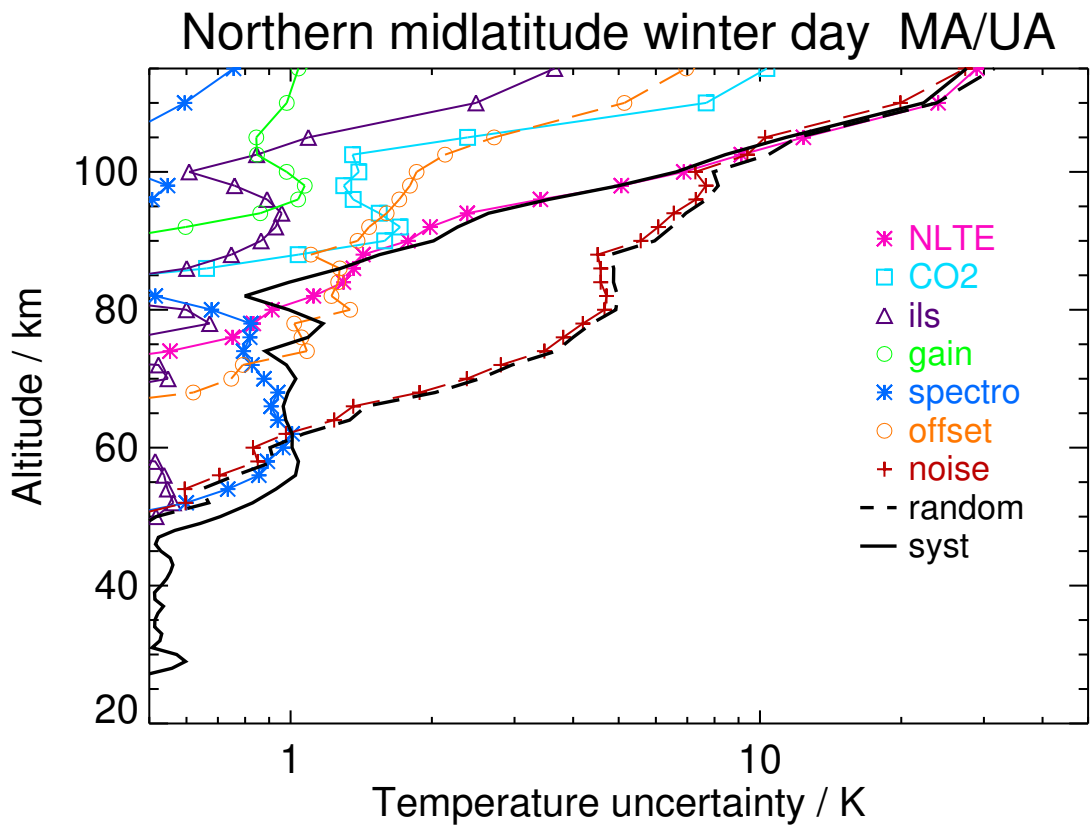 Northern midlatitude winter day  MA/UA
Altitude / km
100
80
60
40
20
NLTE
CO2
ils
gain
spectro
offset
noise
random
syst
1
10
Temperature uncertainty / K